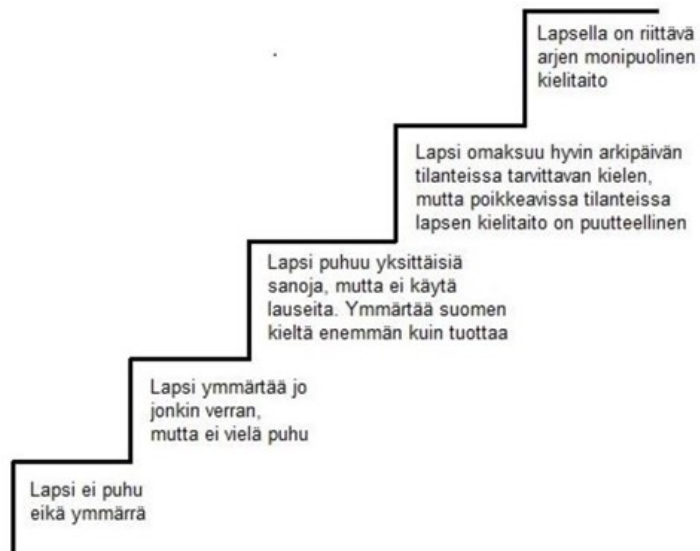 Lapsella on riittävä
arjen monipuolinen
kielitaito
Lapsi omaksuu hyvin arkipäivän
tilanteissa tarvittavan kielen,
mutta poikkeavissa tilanteissa
lapsen kielitaito on puutteellinen
Lapsi puhuu yksittäisiä
sanoja, mutta ei käytä
lauseita. Ymmärtää suomen
kieltä enemmän kuin tuottaa
Lapsi ymmärtää jo
jonkin verran,
mutta ei vielä puhu
Lapsi ei puhu
eikä ymmärrä